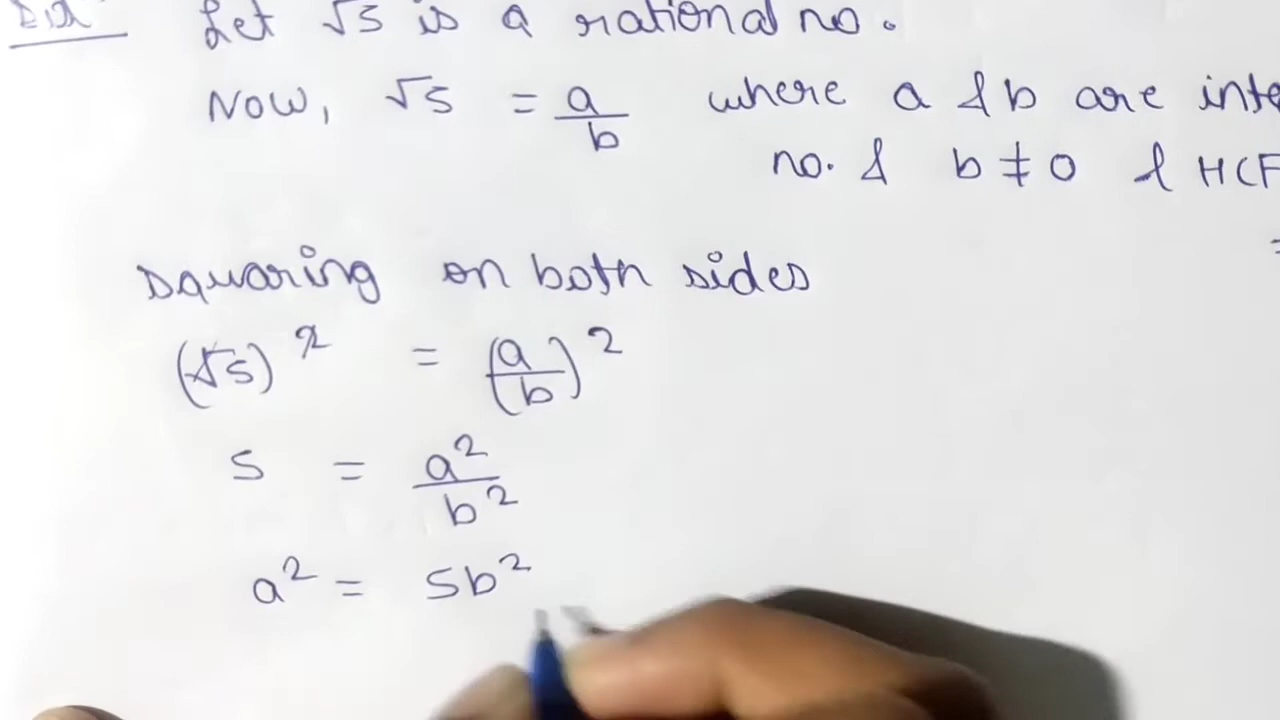 Let √5 is a rational no.
Now, √5 = a/b where a & b are inte
no. & b ≠ 0 & HCF
=
Squaring on both sides
(√5)² = (a/b)²
5 = a²/b²
a² = 5b²